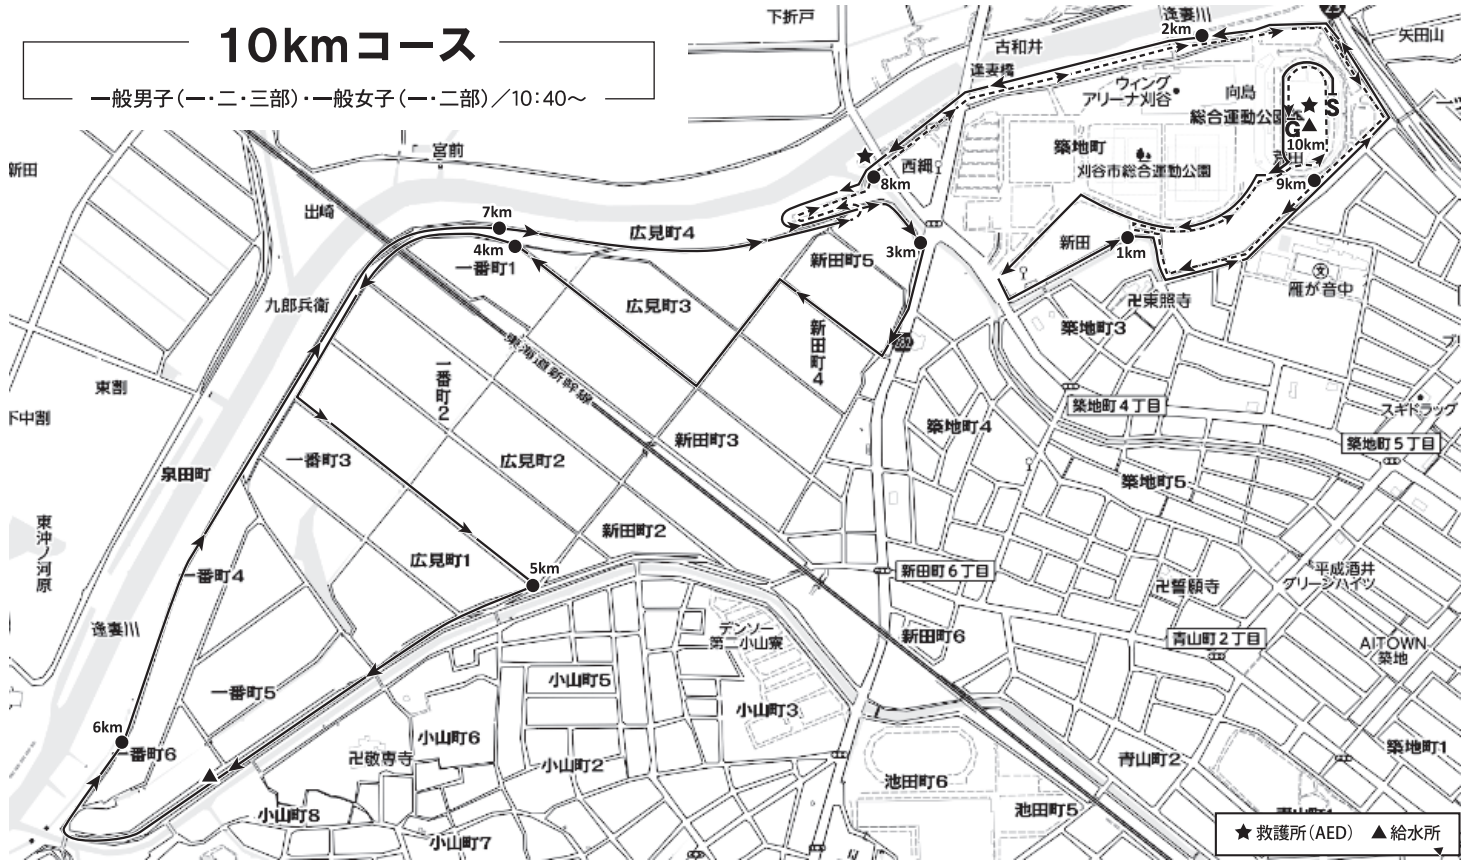 10kmコース
一般男子（一・二・三部）・一般女子（一・二部）／10：40〜
下折戸
逢妻川
2km
古和井
矢田山
逢妻橋
ウィング
アリーナ刈谷
向島
総合運動公園
S
G
10km
築地町
刈谷市総合運動公園
宮前
新田
西細
8km
9km
出崎
7km
4km
広見町4
一番町1
3km
新田町5
新田
1km
雁が音中
卍東照寺
九郎兵衛
広見町3
新田町4
築地町3
東海道新幹線
東割
一番町2
スギドラッグ
築地町4丁目
下中割
築地町4
新田町3
築地町5丁目
一番町3
広見町2
泉田町
築地町5
東沖ノ河原
新田町2
広見町1
5km
一番町4
新田町6丁目
平成酒井
グリーンハイツ
卍誓願寺
逢妻川
デンソー
第二小山寮
新田町6
青山町2丁目
AITOWN
築地
一番町5
小山町5
小山町3
6km
一番町6
小山町6
卍敬専寺
小山町2
池田町6
青山町2
築地町1
小山町8
池田町5
小山町7
★救護所（AED） ▲給水所